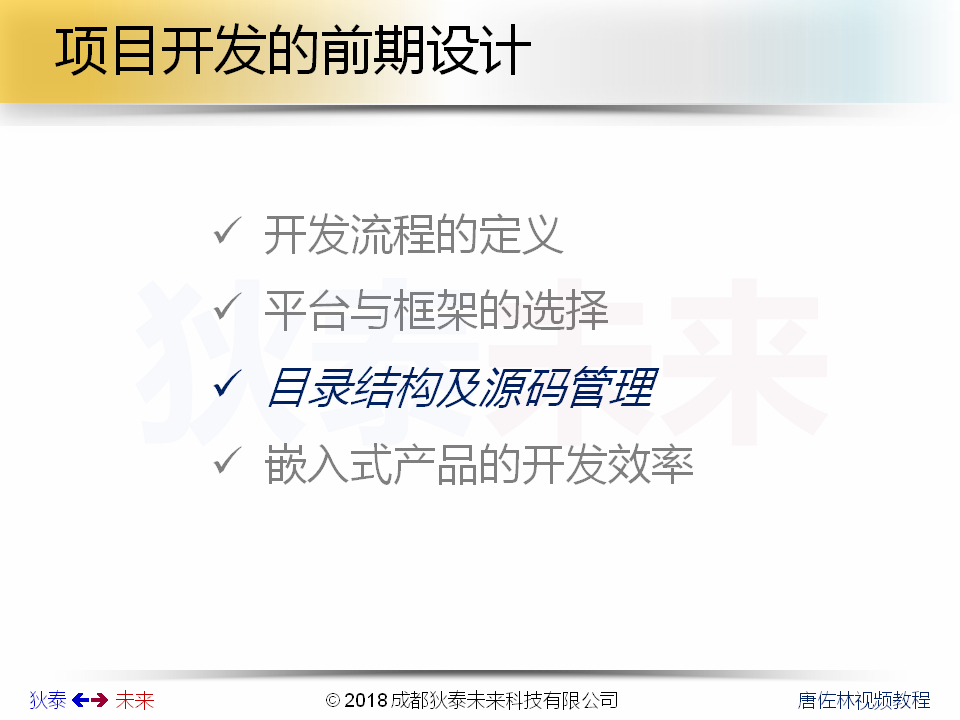 项目开发的前期设计
✓ 开发流程的定义
✓ 平台与框架的选择
✓ 目录结构及源码管理
✓ 嵌入式产品的开发效率
狄泰未来
狄泰 未来 © 2018 成都狄泰未来科技有限公司 唐佐林视频教程